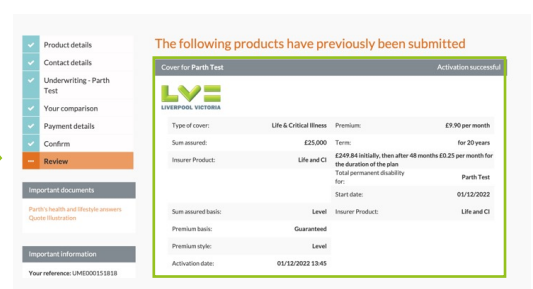 The following products have previously been submitted
Product details
Contact details
Underwriting - Parth
Test
Your comparison
Payment details
Confirm
Review
Important documents
Parth's health and lifestyle answers
Quote Illustration
Important information
Your reference: UME000151818
Cover for Parth Test Activation successful
LV=
LIVERPOOL VICTORIA
Type of cover: Life & Critical Illness Premium: £9.90 per month
Sum assured: £25,000 Term: for 20 years
Insurer Product: Life and CI £249.84 initially, then after 48 months £0.25 per month for
the duration of the plan
Total permanent disability
for: Parth Test
Start date: 01/12/2022
Sum assured basis: Level Insurer Product: Life and CI
Premium basis: Guaranteed
Premium style: Level
Activation date: 01/12/2022 13:45